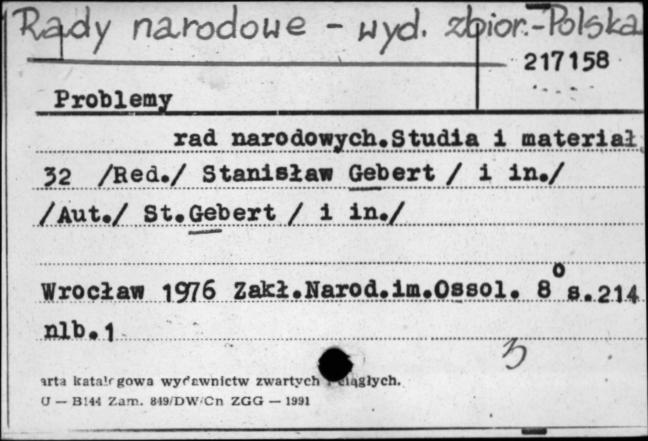 Rady narodowe - wyd. zbior.-Polska
217158
Problemy
rad narodowych.Studia i materiał
32 /Red./ Stanisław Gebert / i in./
/Aut./ St.Gebert / i in./
Wrocław 1976 Zakł.Narod.im.Ossol. 8° s.214
nlb.1
arta katalogowa wydawnictw zwartych i ciągłych.
U — B144 Zam. 849/DW/Cn ZGG — 1991